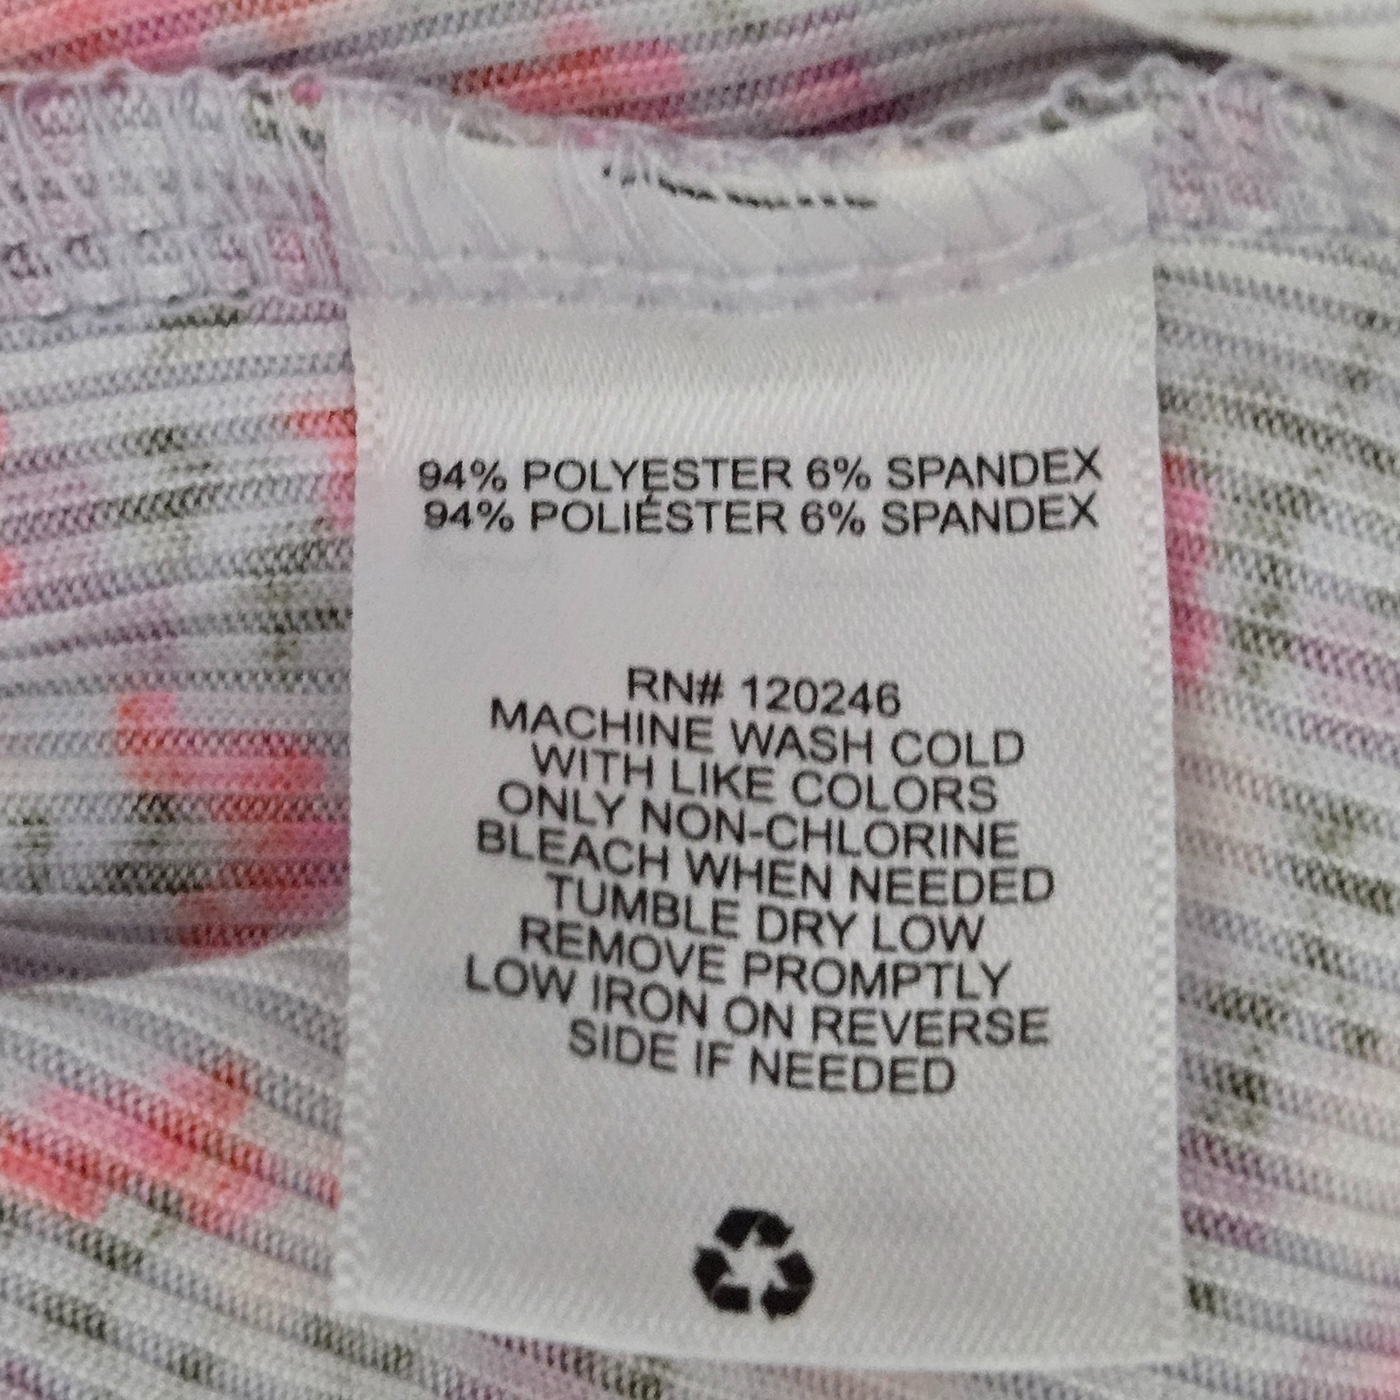 94% POLYESTER 6% SPANDEX
94% POLIÉSTER 6% SPANDEX
RN# 120246
MACHINE WASH COLD
WITH LIKE COLORS
ONLY NON-CHLORINE
BLEACH WHEN NEEDED
TUMBLE DRY LOW
REMOVE PROMPTLY
LOW IRON ON REVERSE
SIDE IF NEEDED